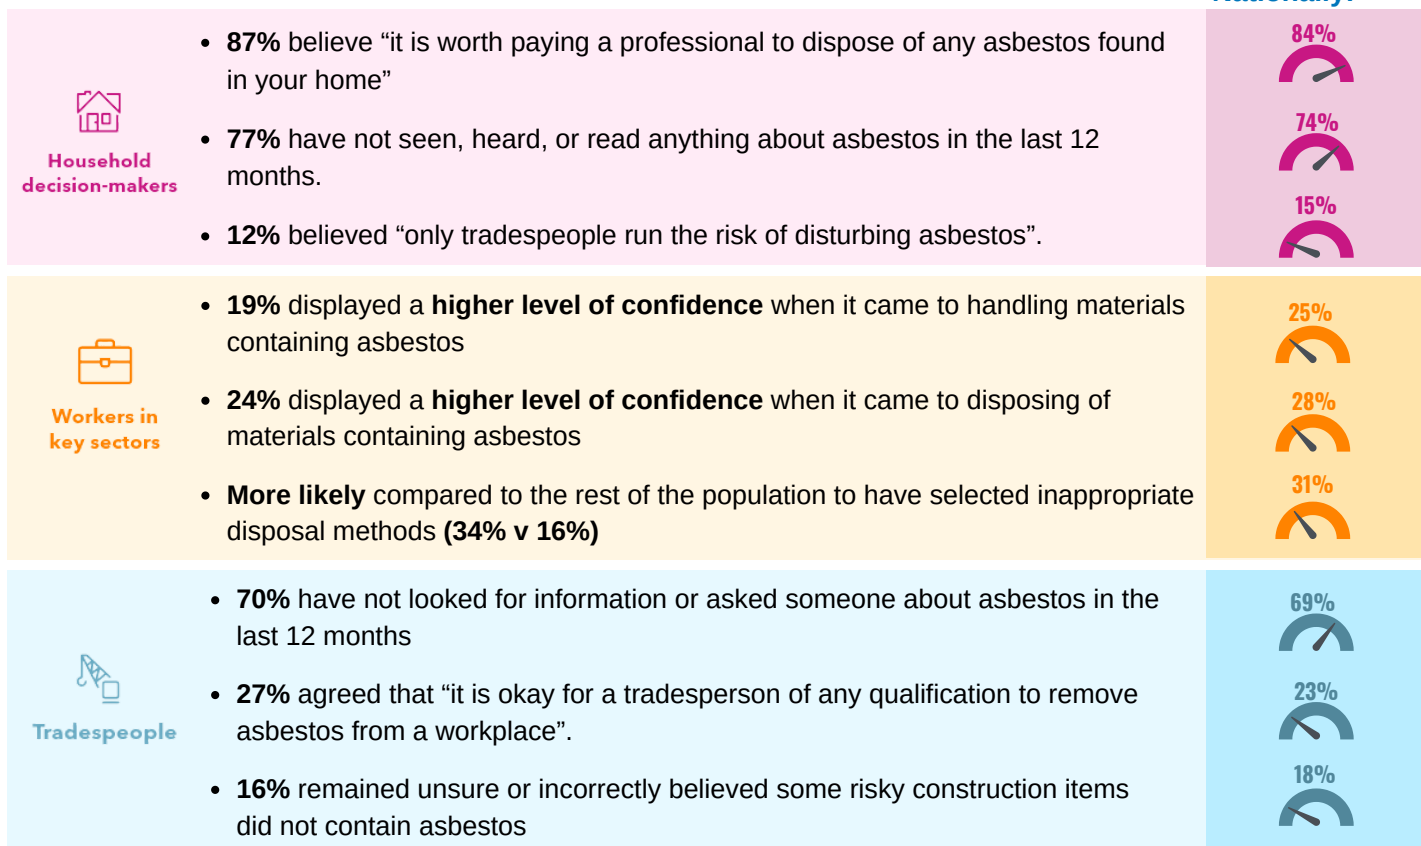 Nationally:
• 87% believe “it is worth paying a professional to dispose of any asbestos found
in your home”
84%
• 77% have not seen, heard, or read anything about asbestos in the last 12
months.
74%
Household
decision-makers
• 12% believed “only tradespeople run the risk of disturbing asbestos”.
15%
• 19% displayed a higher level of confidence when it came to handling materials
containing asbestos
25%
• 24% displayed a higher level of confidence when it came to disposing of
materials containing asbestos
28%
Workers in
key sectors
• More likely compared to the rest of the population to have selected inappropriate
disposal methods (34% v 16%)
31%
• 70% have not looked for information or asked someone about asbestos in the
last 12 months
69%
• 27% agreed that “it is okay for a tradesperson of any qualification to remove
asbestos from a workplace”.
23%
Tradespeople
• 16% remained unsure or incorrectly believed some risky construction items
did not contain asbestos
18%